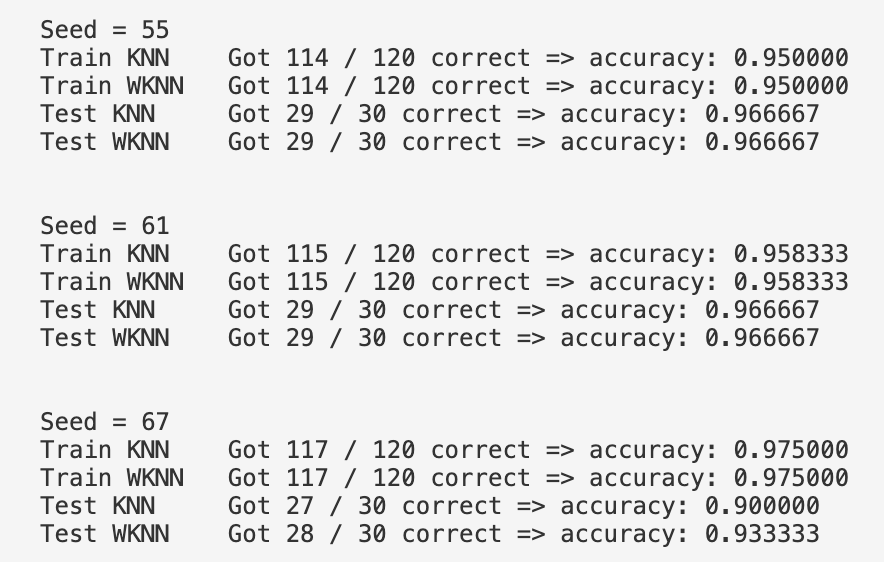 Seed = 55
Train KNN    Got 114 / 120 correct => accuracy: 0.950000
Train WKNN   Got 114 / 120 correct => accuracy: 0.950000
Test KNN     Got 29 / 30 correct => accuracy: 0.966667
Test WKNN    Got 29 / 30 correct => accuracy: 0.966667
Seed = 61
Train KNN    Got 115 / 120 correct => accuracy: 0.958333
Train WKNN   Got 115 / 120 correct => accuracy: 0.958333
Test KNN     Got 29 / 30 correct => accuracy: 0.966667
Test WKNN    Got 29 / 30 correct => accuracy: 0.966667
Seed = 67
Train KNN    Got 117 / 120 correct => accuracy: 0.975000
Train WKNN   Got 117 / 120 correct => accuracy: 0.975000
Test KNN     Got 27 / 30 correct => accuracy: 0.900000
Test WKNN    Got 28 / 30 correct => accuracy: 0.933333